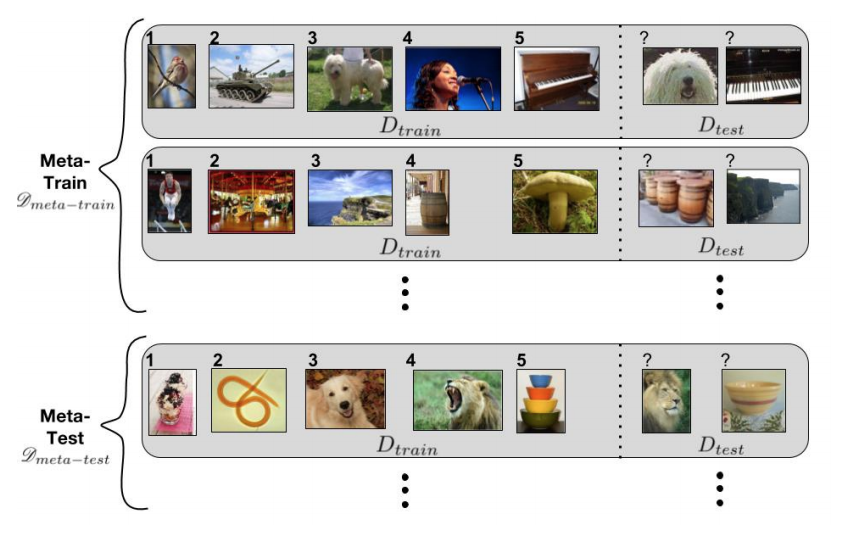 1 2 3 4 5 ? ?
D_train D_test
Meta-
Train
𝒟_meta−train
1 2 3 4 5 ? ?
D_train D_test
1 2 3 4 5 ? ?
Meta-
Test
𝒟_meta−test
D_train D_test